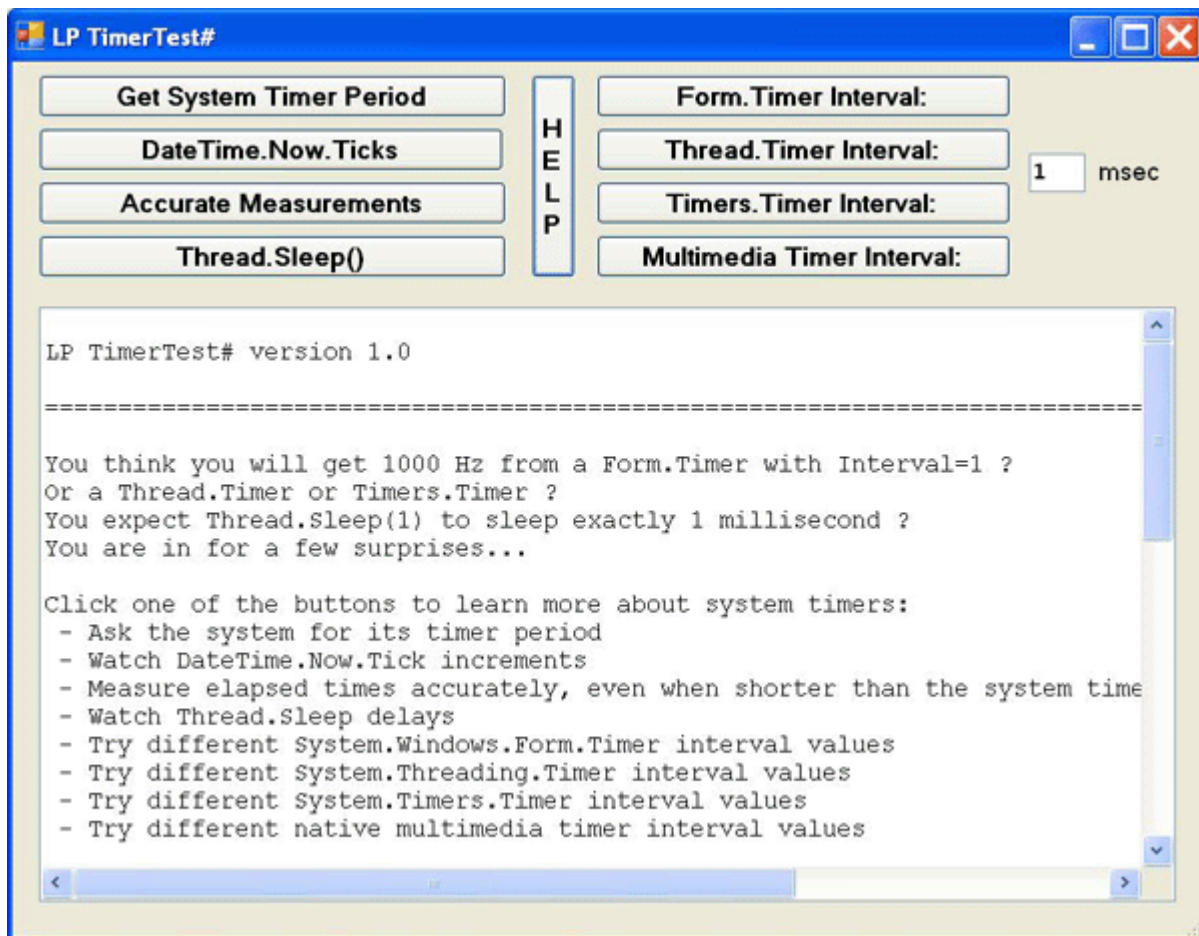 LP TimerTest#
Get System Timer Period
DateTime.Now.Ticks
Accurate Measurements
Thread.Sleep()
H
E
L
P
Form.Timer Interval:
Thread.Timer Interval:
Timers.Timer Interval:
Multimedia Timer Interval:
1 msec
LP TimerTest# version 1.0
===========================================================================
You think you will get 1000 Hz from a Form.Timer with Interval=1 ?
Or a Thread.Timer or Timers.Timer ?
You expect Thread.Sleep(1) to sleep exactly 1 millisecond ?
You are in for a few surprises...
Click one of the buttons to learn more about system timers:
- Ask the system for its timer period
- Watch DateTime.Now.Tick increments
- Measure elapsed times accurately, even when shorter than the system time
- Watch Thread.Sleep delays
- Try different System.Windows.Form.Timer interval values
- Try different System.Threading.Timer interval values
- Try different System.Timers.Timer interval values
- Try different native multimedia timer interval values